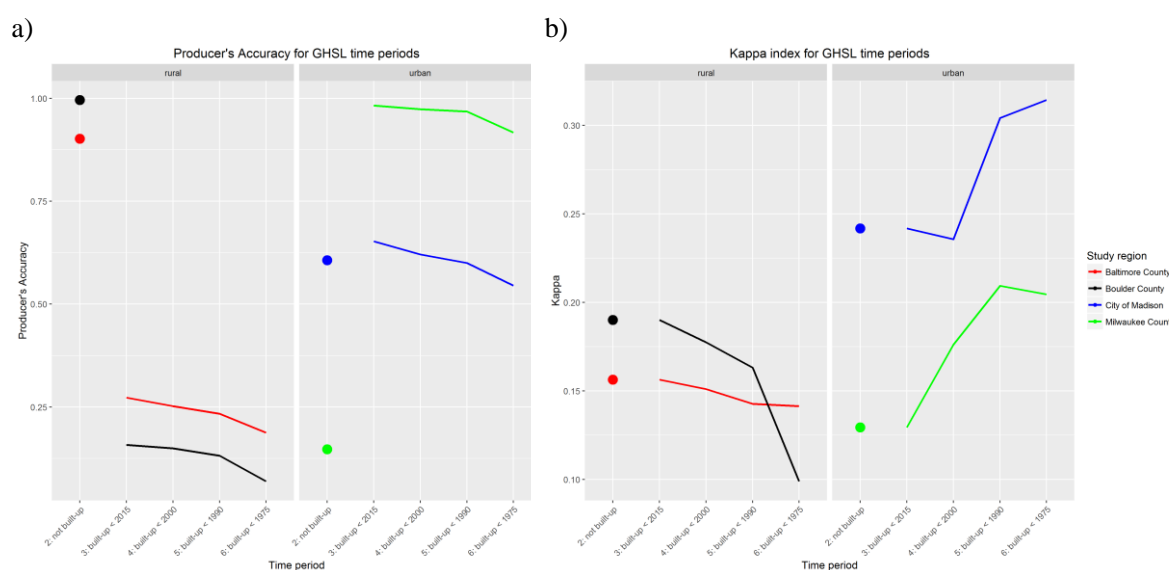 a)
Producer's Accuracy for GHSL time periods
rural
urban
1.00
0.75
0.50
0.25
Producer's Accuracy
2: not built-up
3: built-up < 2015
4: built-up < 2000
5: built-up < 1990
6: built-up < 1975
2: not built-up
3: built-up < 2015
4: built-up < 2000
5: built-up < 1990
6: built-up < 1975
Time period
b)
Kappa index for GHSL time periods
rural
urban
0.30
0.25
0.20
0.15
0.10
Kappa
2: not built-up
3: built-up < 2015
4: built-up < 2000
5: built-up < 1990
6: built-up < 1975
2: not built-up
3: built-up < 2015
4: built-up < 2000
5: built-up < 1990
6: built-up < 1975
Time period
Study region
Baltimore County
Boulder County
City of Madison
Milwaukee Count